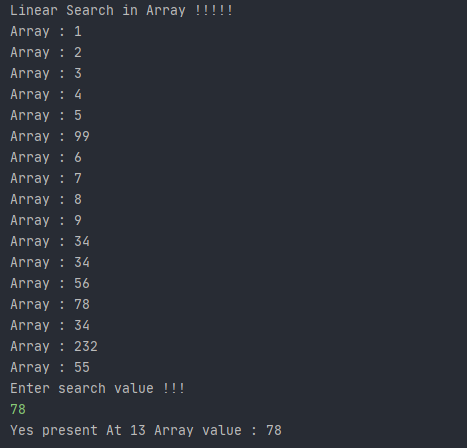 Linear Search in Array !!!!!
Array : 1
Array : 2
Array : 3
Array : 4
Array : 5
Array : 99
Array : 6
Array : 7
Array : 8
Array : 9
Array : 34
Array : 34
Array : 56
Array : 78
Array : 34
Array : 232
Array : 55
Enter search value !!!
78
Yes present At 13 Array value : 78